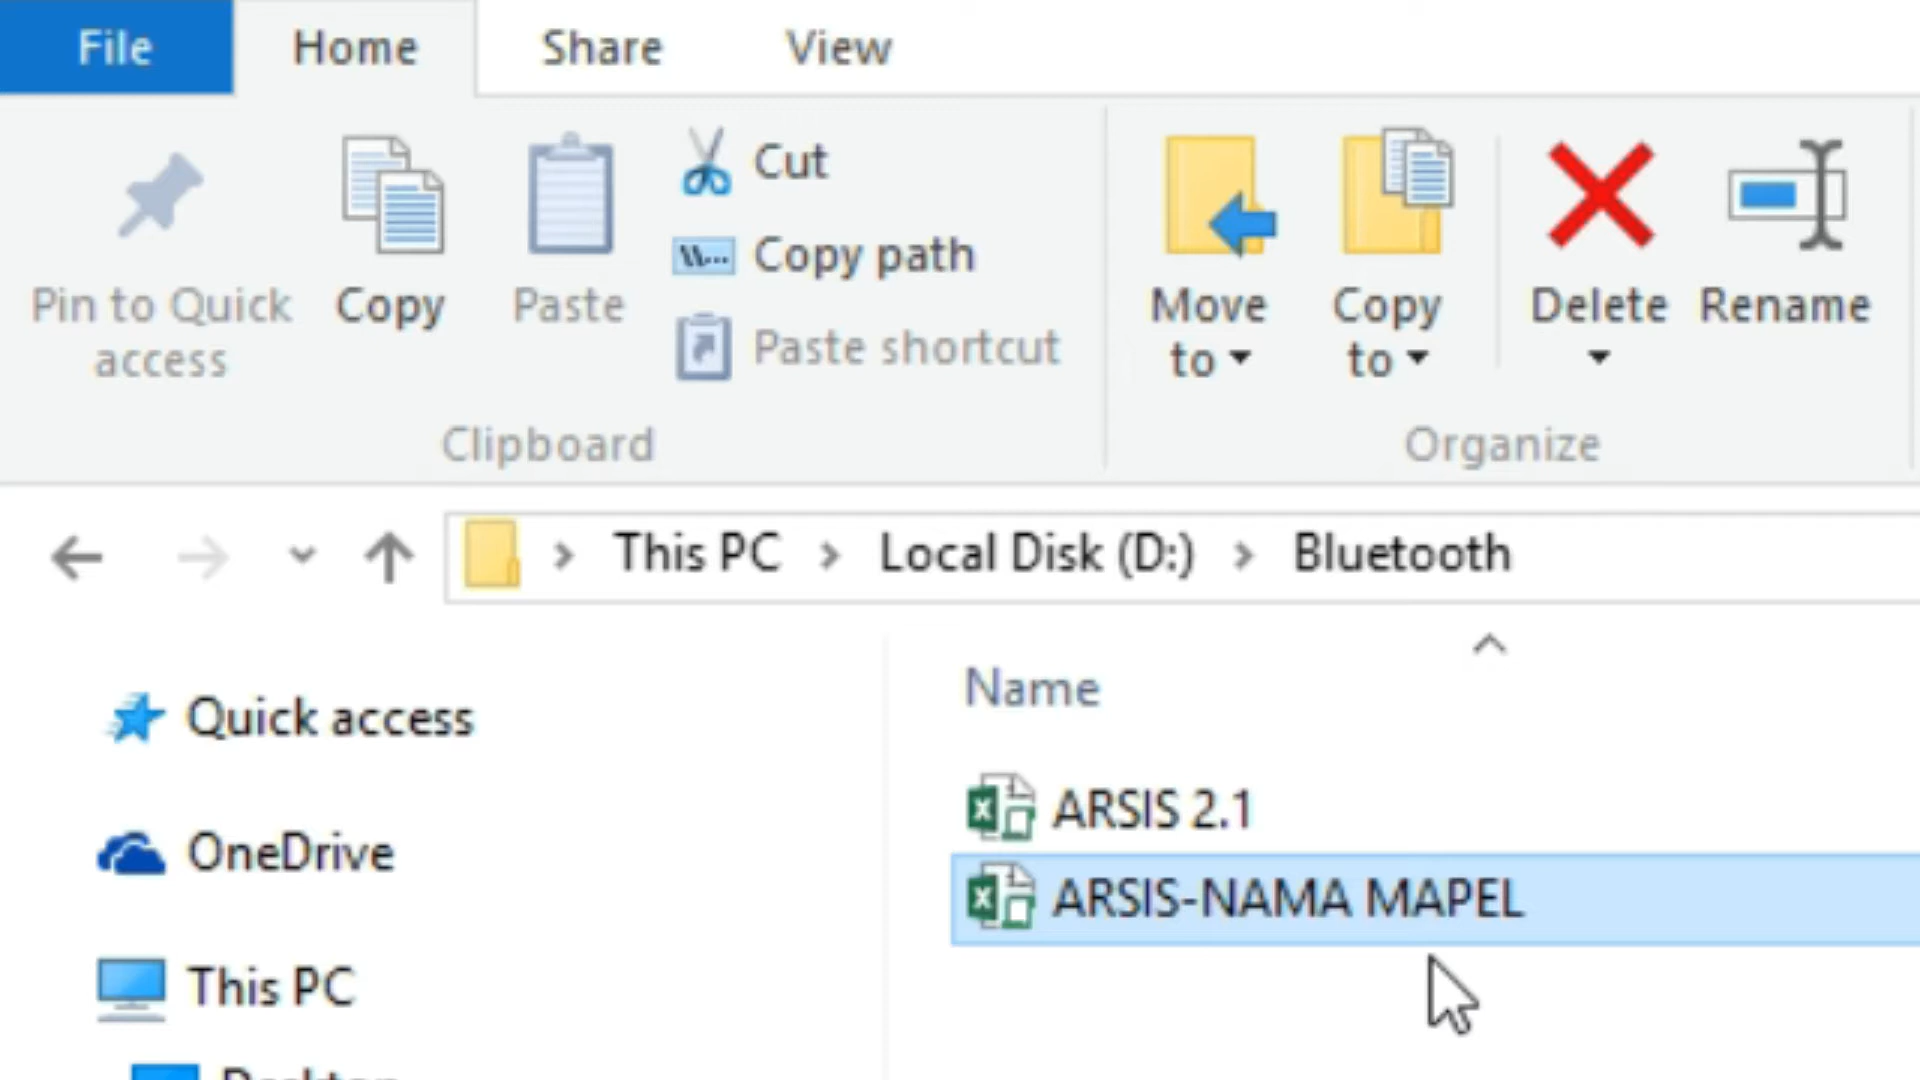 File Home Share View
Cut
Copy path
Paste shortcut
Pin to Quick access
Copy
Paste
Move to
Copy to
Delete
Rename
Clipboard
Organize
This PC
Local Disk (D:)
Bluetooth
Name
Quick access
OneDrive
This PC
Desktop
ARSIS 2.1
ARSIS-NAMA MAPEL